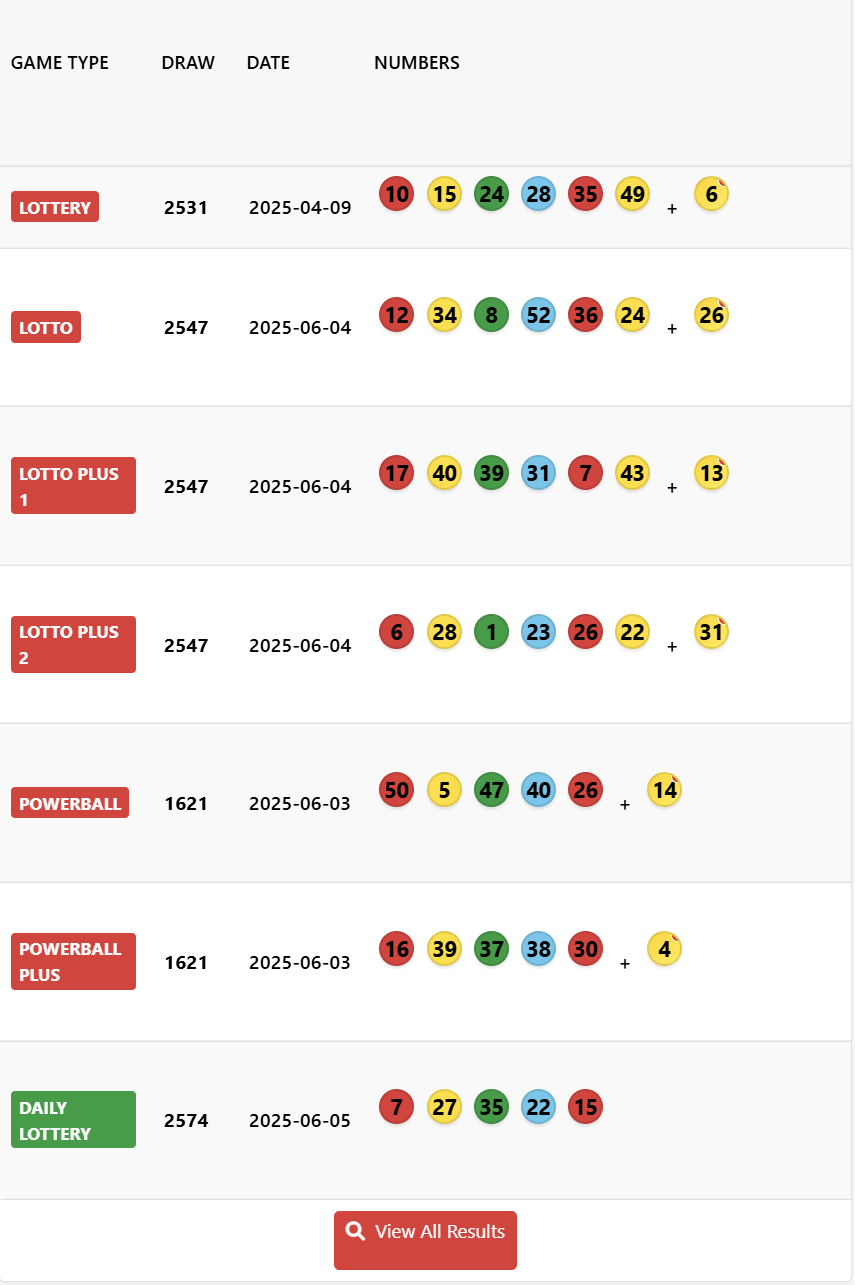 GAME TYPE DRAW DATE NUMBERS
LOTTERY 2531 2025-04-09 10 15 24 28 35 49 + 6
LOTTO 2547 2025-06-04 12 34 8 52 36 24 + 26
LOTTO PLUS
1 2547 2025-06-04 17 40 39 31 7 43 + 13
LOTTO PLUS
2 2547 2025-06-04 6 28 1 23 26 22 + 31
POWERBALL 1621 2025-06-03 50 5 47 40 26 + 14
POWERBALL
PLUS 1621 2025-06-03 16 39 37 38 30 + 4
DAILY
LOTTERY 2574 2025-06-05 7 27 35 22 15
View All Results